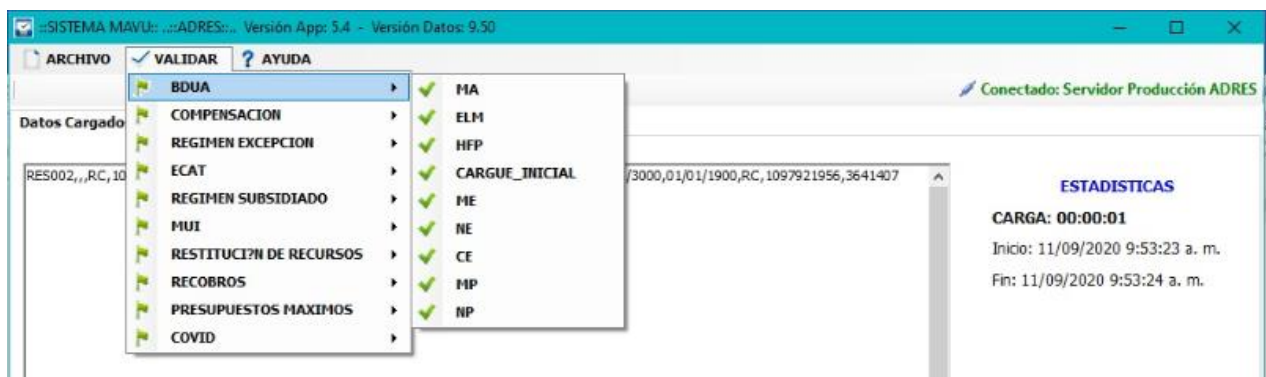 ::SISTEMA MAVU:: ..::ADRES::.. Versión App: 5.4 - Versión Datos: 9.50
ARCHIVO VALIDAR ? AYUDA
Conectado: Servidor Producción ADRES
Datos Cargado
BDUA
COMPENSACION
REGIMEN EXCEPCION
ECAT
REGIMEN SUBSIDIADO
MUI
RESTITUCI?N DE RECURSOS
RECOBROS
PRESUPUESTOS MAXIMOS
COVID
MA
ELM
HFP
CARGUE_INICIAL
ME
NE
CE
MP
NP
RES002,,,RC,10 /3000,01/01/1900,RC,1097921956,3641407
ESTADISTICAS
CARGA: 00:00:01
Inicio: 11/09/2020 9:53:23 a. m.
Fin: 11/09/2020 9:53:24 a. m.